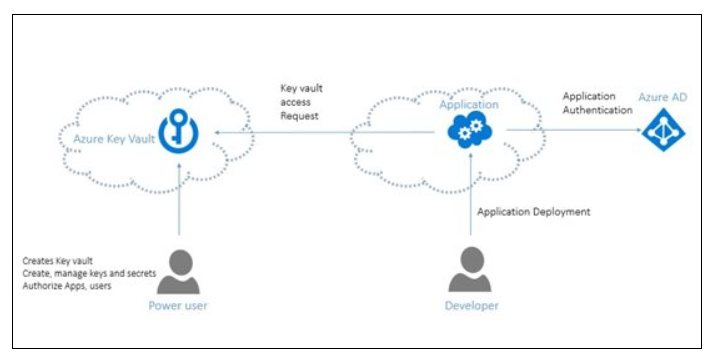 Key vault
access
Request
Application
Application
Authentication
Azure AD
Azure Key Vault
Application Deployment
Creates Key vault
Create, manage keys and secrets
Authorize Apps, users
Power user
Developer